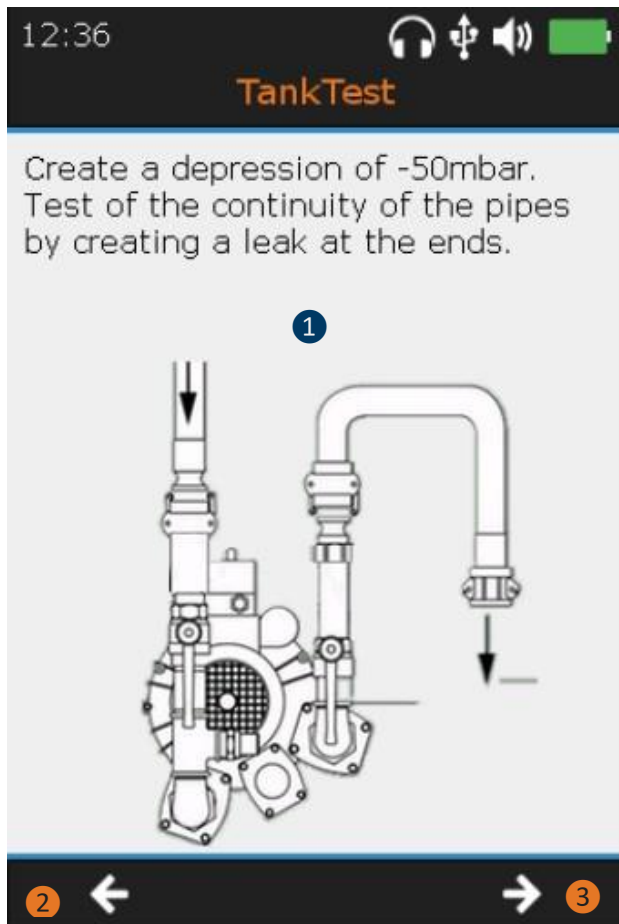 12:36
TankTest
Create a depression of -50mbar.
Test of the continuity of the pipes
by creating a leak at the ends.
1
2
3